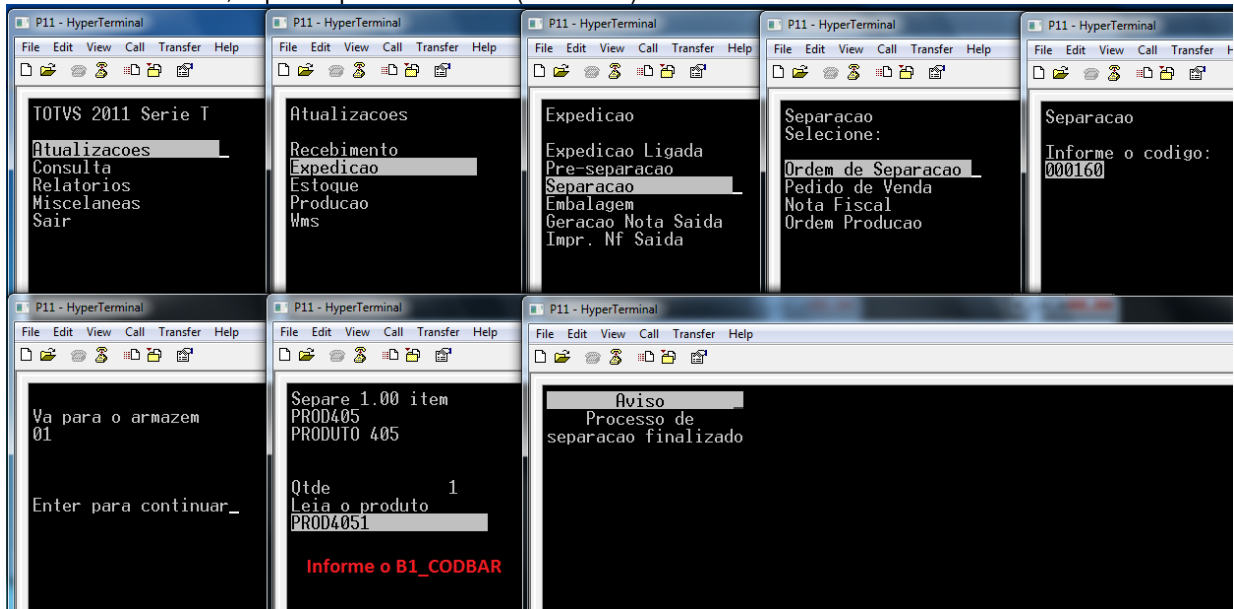 P11 - HyperTerminal
File Edit View Call Transfer Help
TOTVS 2011 Serie T
Atualizacoes
Consulta
Relatorios
Miscelaneas
Sair
P11 - HyperTerminal
File Edit View Call Transfer Help
Atualizacoes
Recebimento
Expedicao
Estoque
Producao
Wms
P11 - HyperTerminal
File Edit View Call Transfer Help
Expedicao
Expedicao Ligada
Pre-separacao
Separacao
Embalagem
Geracao Nota Saida
Impr. Nf Saida
P11 - HyperTerminal
File Edit View Call Transfer Help
Separacao
Selecione:
Ordem de Separacao
Pedido de Venda
Nota Fiscal
Ordem Producao
P11 - HyperTerminal
File Edit View Call Transfer
Separacao
Informe o codigo:
000160
P11 - HyperTerminal
File Edit View Call Transfer Help
Va para o armazem
01
Enter para continuar_
P11 - HyperTerminal
File Edit View Call Transfer Help
Separe 1.00 item
PROD405
PRODUTO 405
Qtde 1
Leia o produto
PROD4051
Informe o B1_CODBAR
P11 - HyperTerminal
File Edit View Call Transfer Help
Aviso
Processo de
separacao finalizado